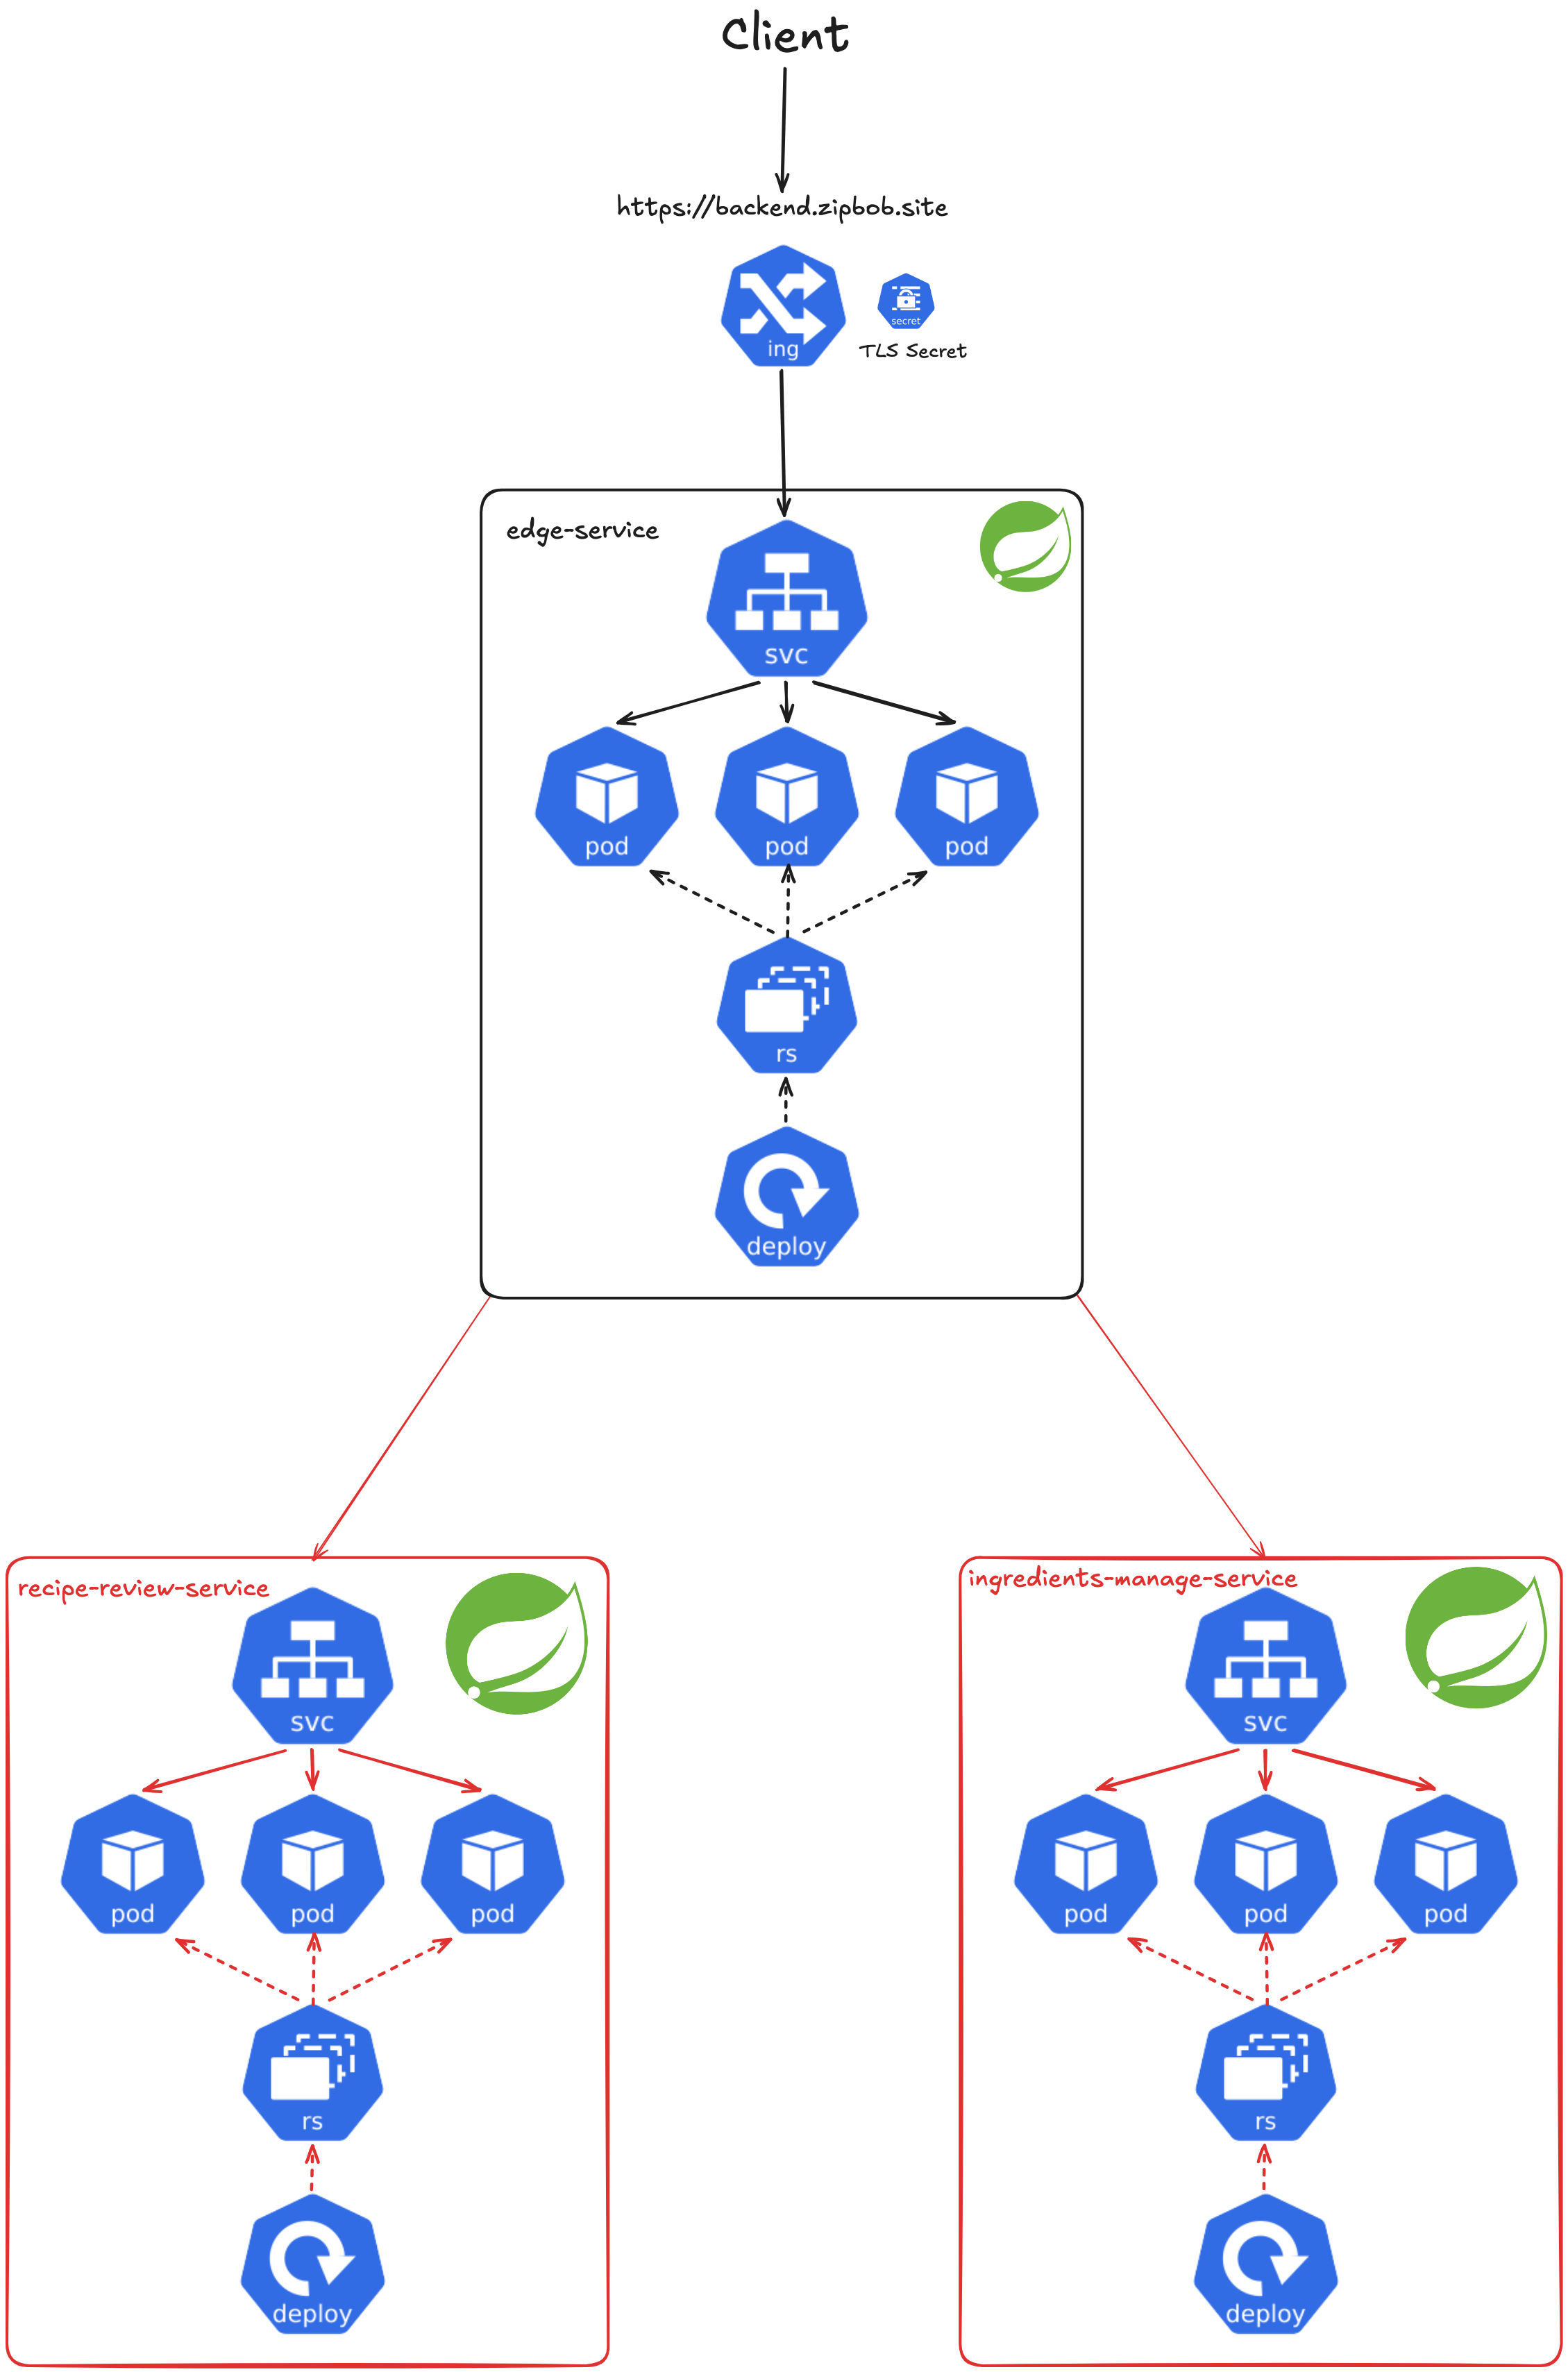 Client
https://backend.zipbob.site
ing
secret
TLS Secret
edge-service
svc
pod pod pod
rs
deploy
recipe-review-service
svc
pod pod pod
rs
deploy
ingredients-manage-service
svc
pod pod pod
rs
deploy